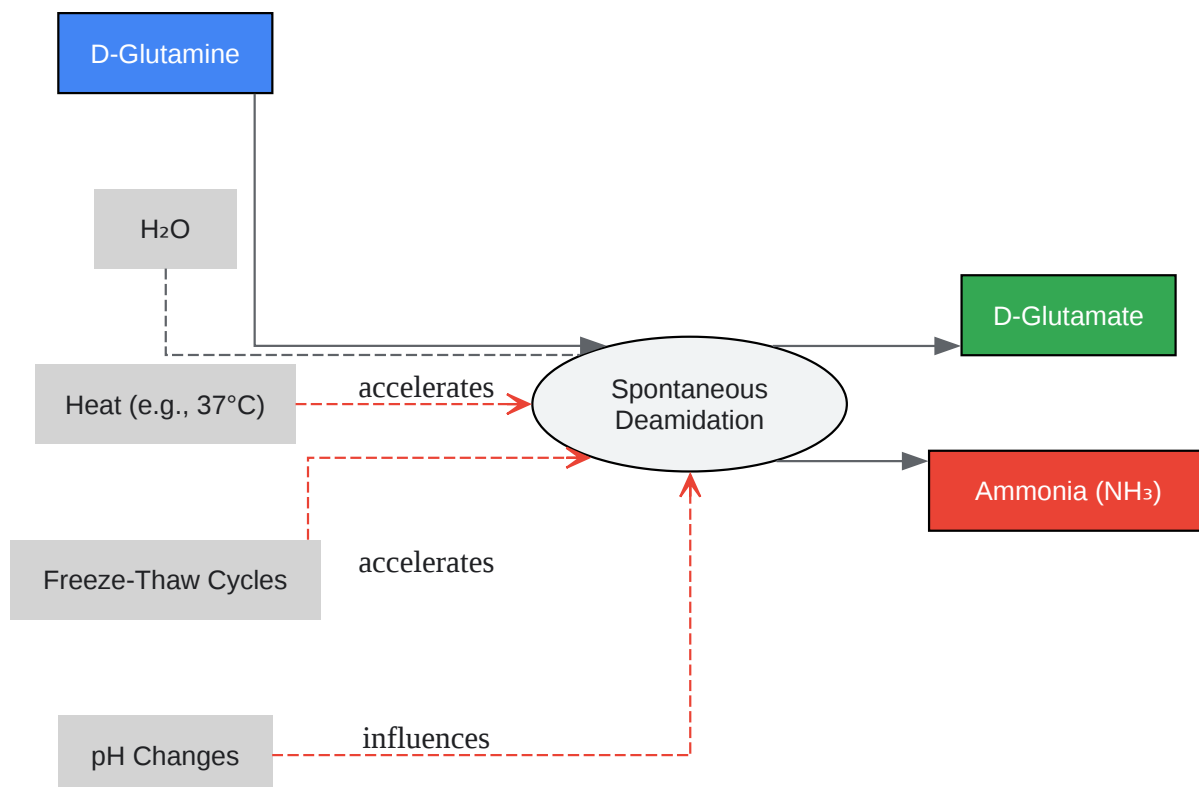 D-Glutamine
H₂O
D-Glutamate
accelerates
Heat (e.g., 37°C)
Spontaneous
Deamidation
Ammonia (NH₃)
accelerates
Freeze-Thaw Cycles
influences
pH Changes